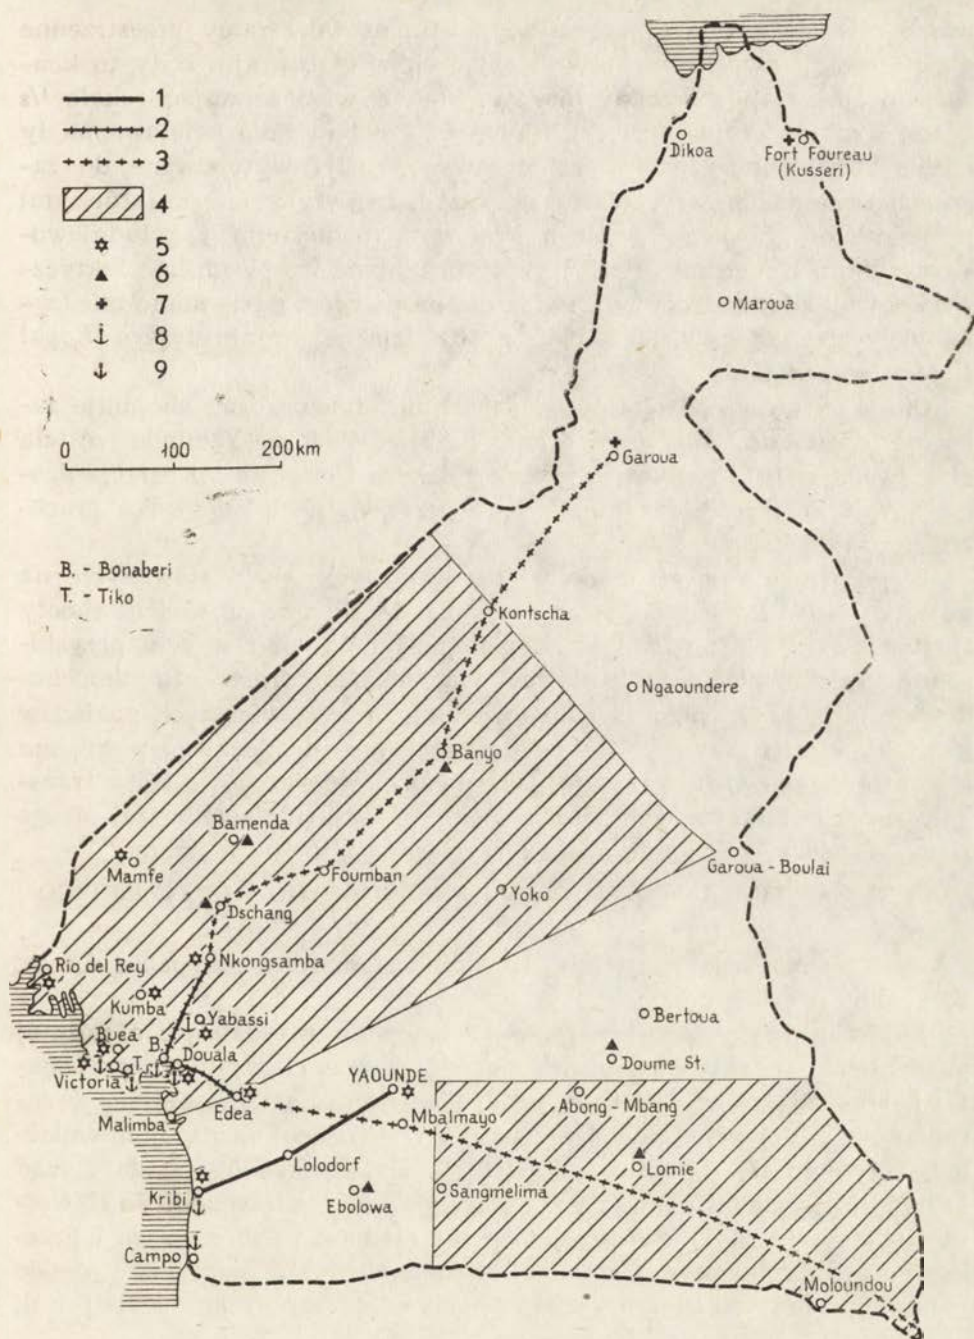 1
2
3
4
5
6
7
8
9
0 100 200 km
B. - Bonaberi
T. - Tiko
Dikoa
Fort Foureau
(Kusseri)
Maroua
Garoua
Kontscha
Ngaoundere
Banyo
Bamenda
Mamfe
Foumban
Garoua - Boulai
Yoko
Dschang
Nkongsamba
Rio del Rey
Kumba
Yabassi
Bertoua
Buea
B.
Douala
T.
Victoria
Doume St.
YAOUNDE
Edea
Malimba
Mbalmayo
Abong - Mbang
Lolodorf
Lomie
Kribi
Ebolowa
Sangmelima
Campo
Moloundou